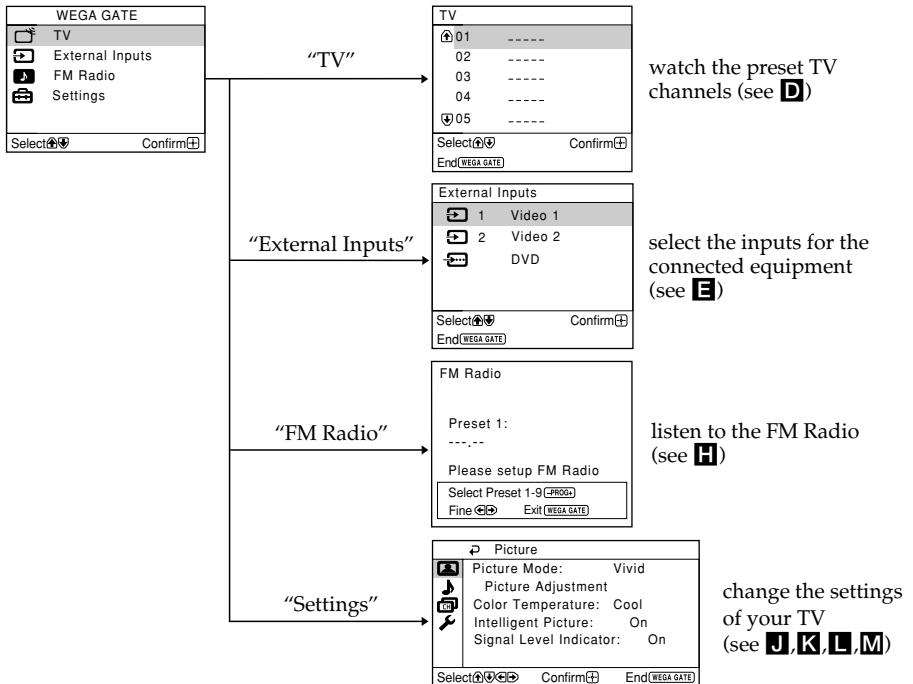 WEGA GATE
TV
External Inputs
FM Radio
Settings
Select Confirm
“TV”
TV
01 -----
02 -----
03 -----
04 -----
05 -----
Select Confirm
End WEGA GATE
watch the preset TV
channels (see D)
“External Inputs”
External Inputs
1 Video 1
2 Video 2
DVD
Select Confirm
End WEGA GATE
select the inputs for the
connected equipment
(see E)
“FM Radio”
FM Radio
Preset 1:
---.--
Please setup FM Radio
Select Preset 1-9 -PROG+
Fine Exit WEGA GATE
listen to the FM Radio
(see H)
“Settings”
Picture
Picture Mode: Vivid
Picture Adjustment
Color Temperature: Cool
Intelligent Picture: On
Signal Level Indicator: On
CH
Select Confirm End WEGA GATE
change the settings
of your TV
(see J,K,L,M)